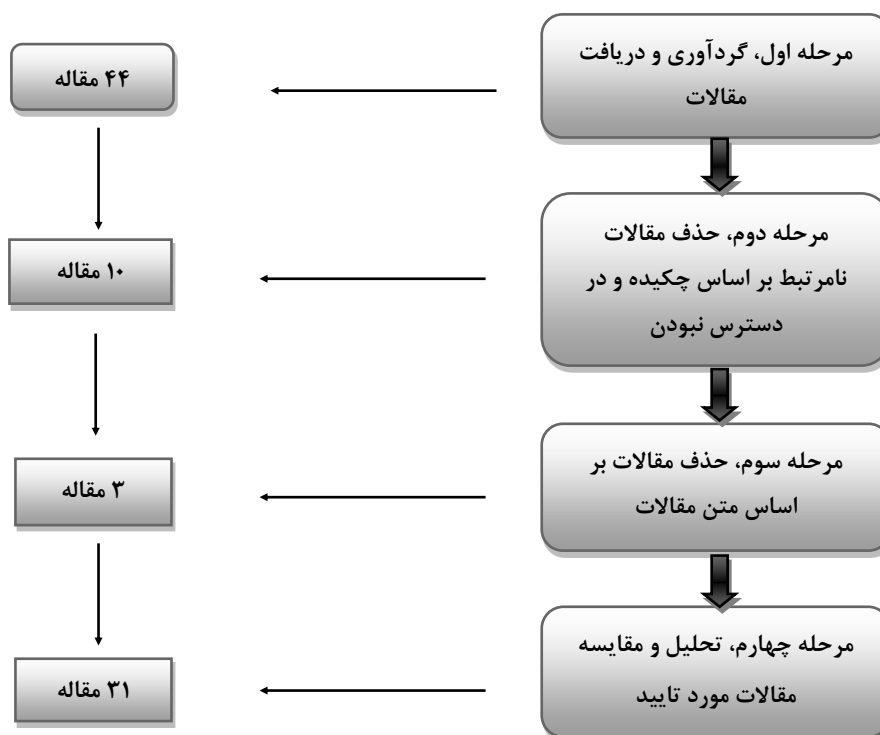 مرحله اول، گردآوری و دریافت
مقالات
۴۴ مقاله
مرحله دوم، حذف مقالات
نامرتبط بر اساس چکیده و در
دسترس نبودن
۱۰ مقاله
مرحله سوم، حذف مقالات بر
اساس متن مقالات
۳ مقاله
مرحله چهارم، تحلیل و مقایسه
مقالات مورد تایید
۳۱ مقاله